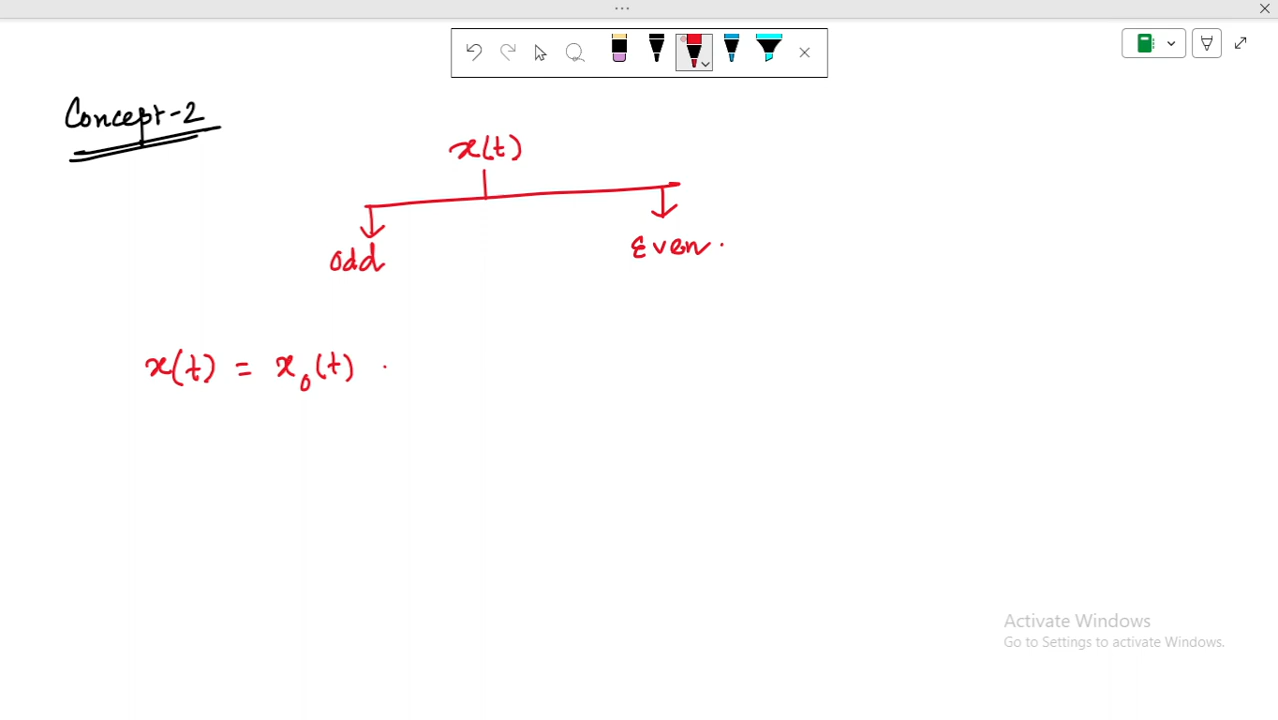 Concept-2
x(t)
Odd
Even.
x(t) = x₀(t) ·
Activate Windows
Go to Settings to activate Windows.